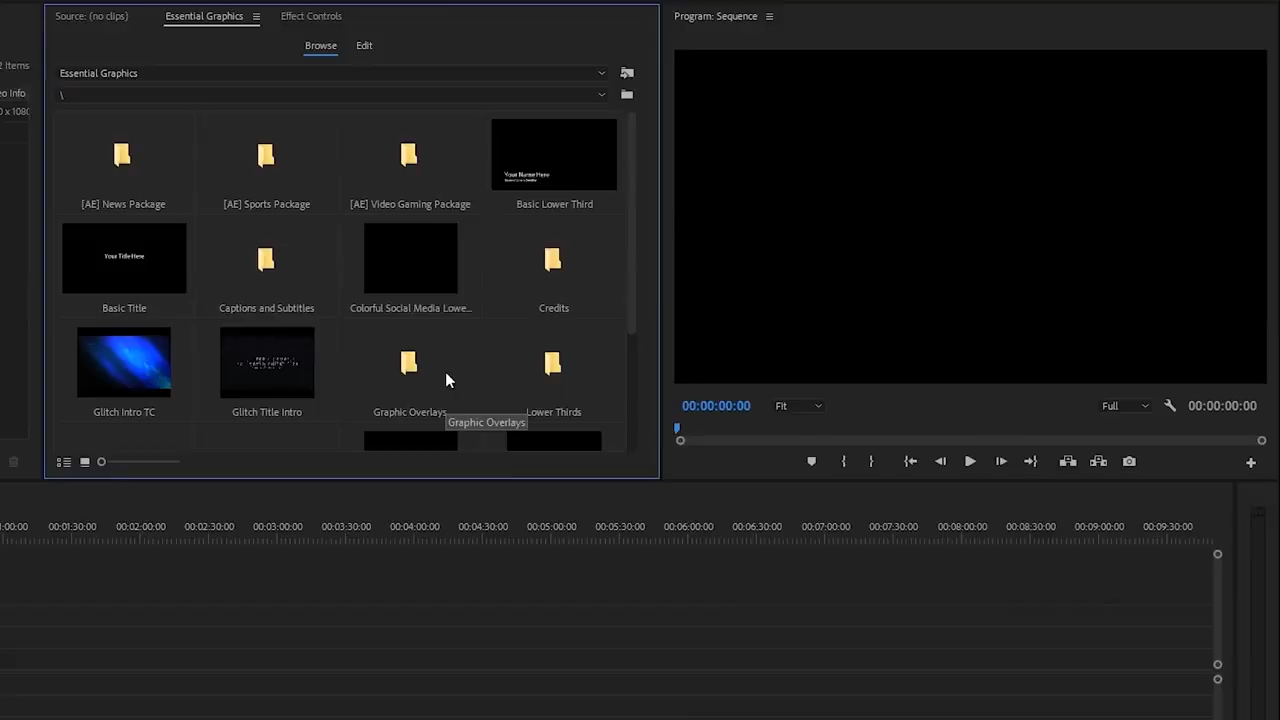 Source: (no clips)
Essential Graphics
Effect Controls
Program: Sequence
Browse
Edit
2 Items
Essential Graphics
eo Info
\
0 x 1080
Your Name Here
[AE] News Package
[AE] Sports Package
[AE] Video Gaming Package
Basic Lower Third
Your Title Here
Basic Title
Captions and Subtitles
Colorful Social Media Lowe...
Credits
Glitch Intro TC
Glitch Title Intro
Graphic Overlays
Lower Thirds
Graphic Overlays
00:00:00:00
Fit
Full
00:00:00:00
1:00:00
00:01:30:00
00:02:00:00
00:02:30:00
00:03:00:00
00:03:30:00
00:04:00:00
00:04:30:00
00:05:00:00
00:05:30:00
00:06:00:00
00:06:30:00
00:07:00:00
00:07:30:00
00:08:00:00
00:08:30:00
00:09:00:00
00:09:30:00